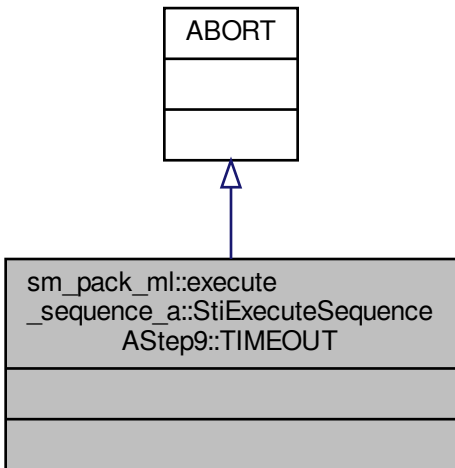 ABORT
sm_pack_ml::execute
_sequence_a::StiExecuteSequence
AStep9::TIMEOUT